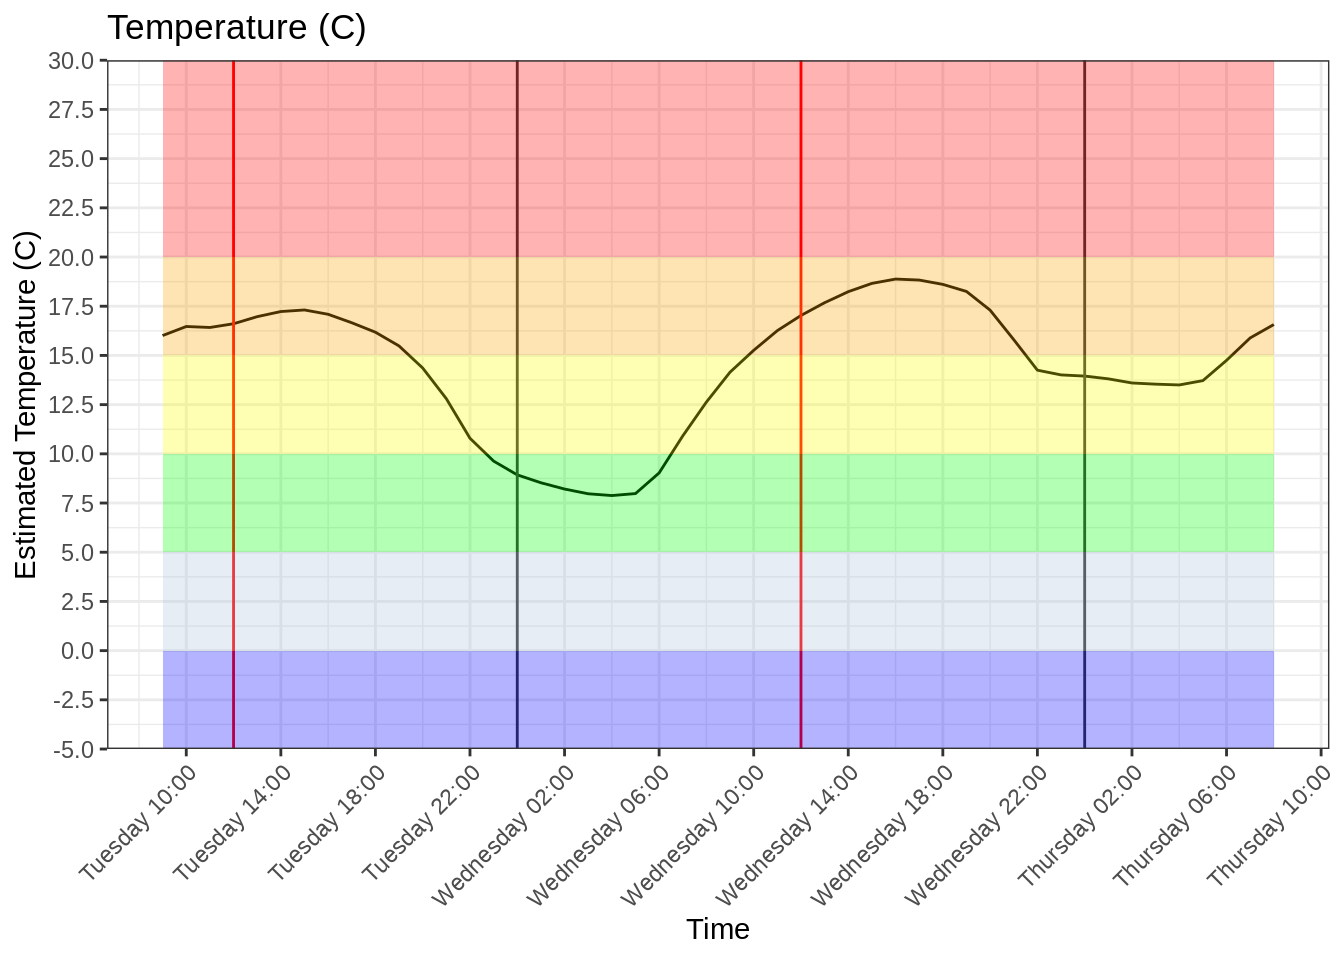 Temperature (C)
30.0
27.5
25.0
22.5
20.0
17.5
15.0
12.5
10.0
7.5
5.0
2.5
0.0
-2.5
-5.0
Estimated Temperature (C)
Tuesday 10:00
Tuesday 14:00
Tuesday 18:00
Tuesday 22:00
Wednesday 02:00
Wednesday 06:00
Wednesday 10:00
Wednesday 14:00
Wednesday 18:00
Wednesday 22:00
Thursday 02:00
Thursday 06:00
Thursday 10:00
Time